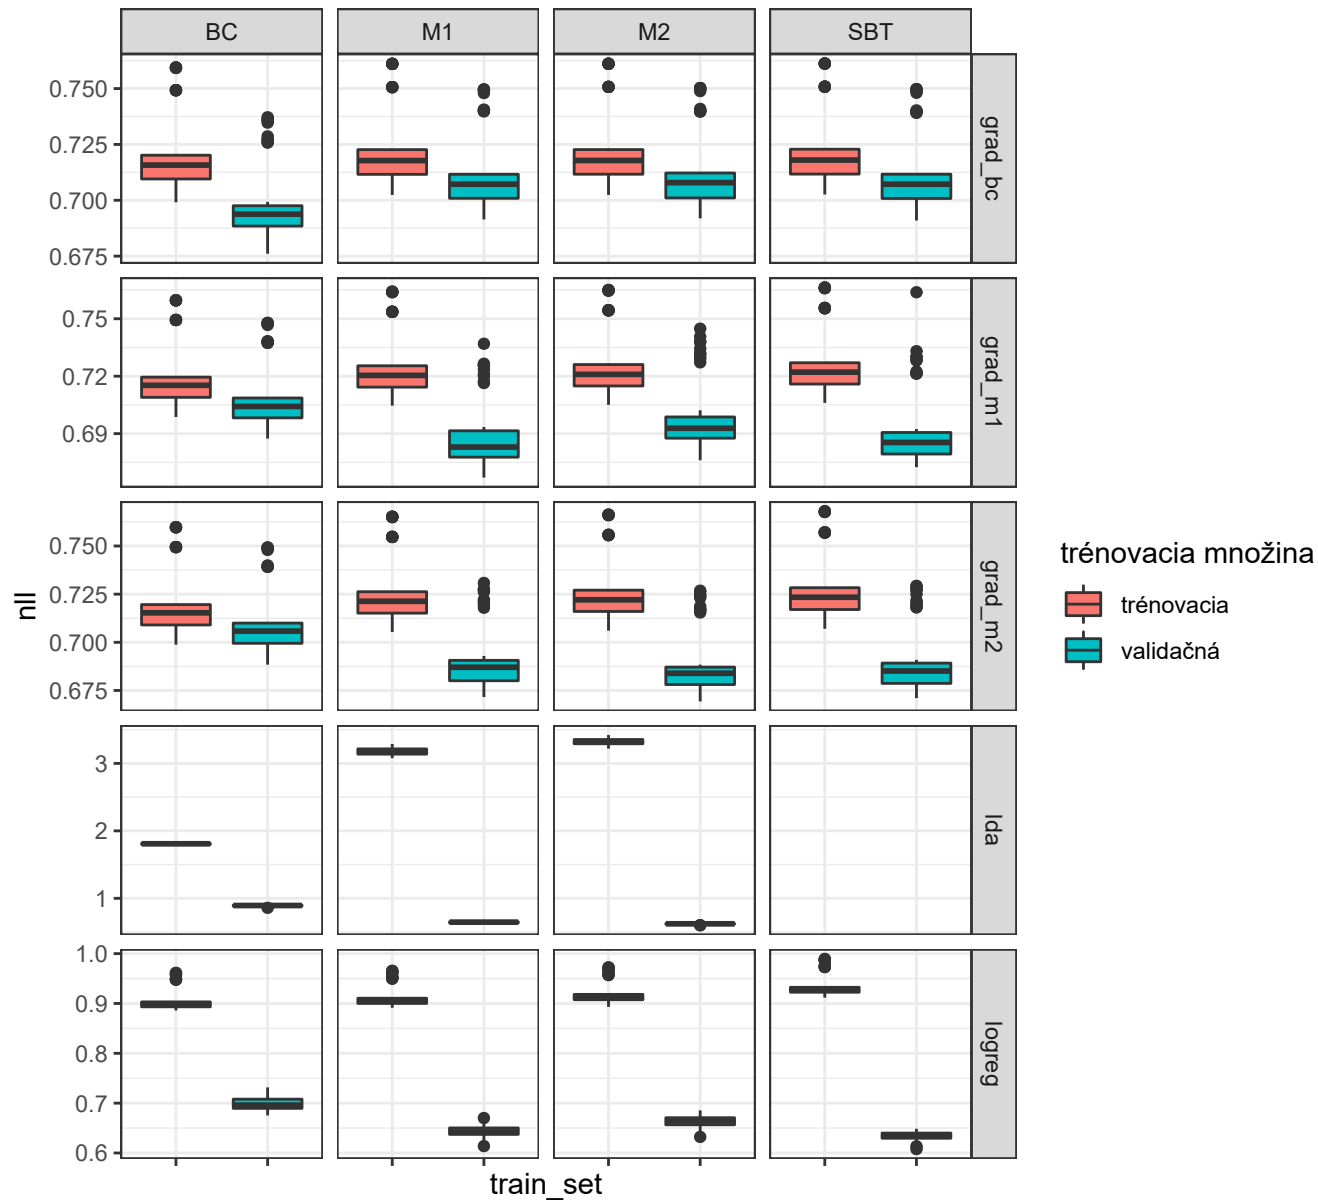 BC M1 M2 SBT
0.750
0.725
0.700
0.675
grad_bc
0.75
0.72
0.69
grad_m1
0.750
0.725
0.700
0.675
grad_m2
3
2
1
lda
1.0
0.9
0.8
0.7
0.6
logreg
nll
train_set
trénovacia množina
trénovacia
validačná